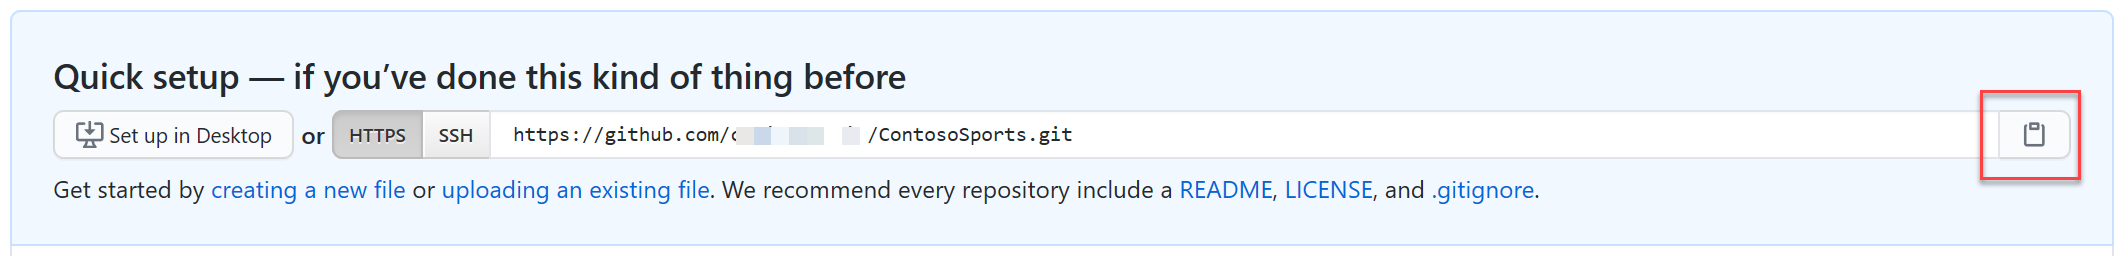 Quick setup — if you’ve done this kind of thing before
Set up in Desktop or HTTPS SSH https://github.com/ /ContosoSports.git
Get started by creating a new file or uploading an existing file. We recommend every repository include a README, LICENSE, and .gitignore.